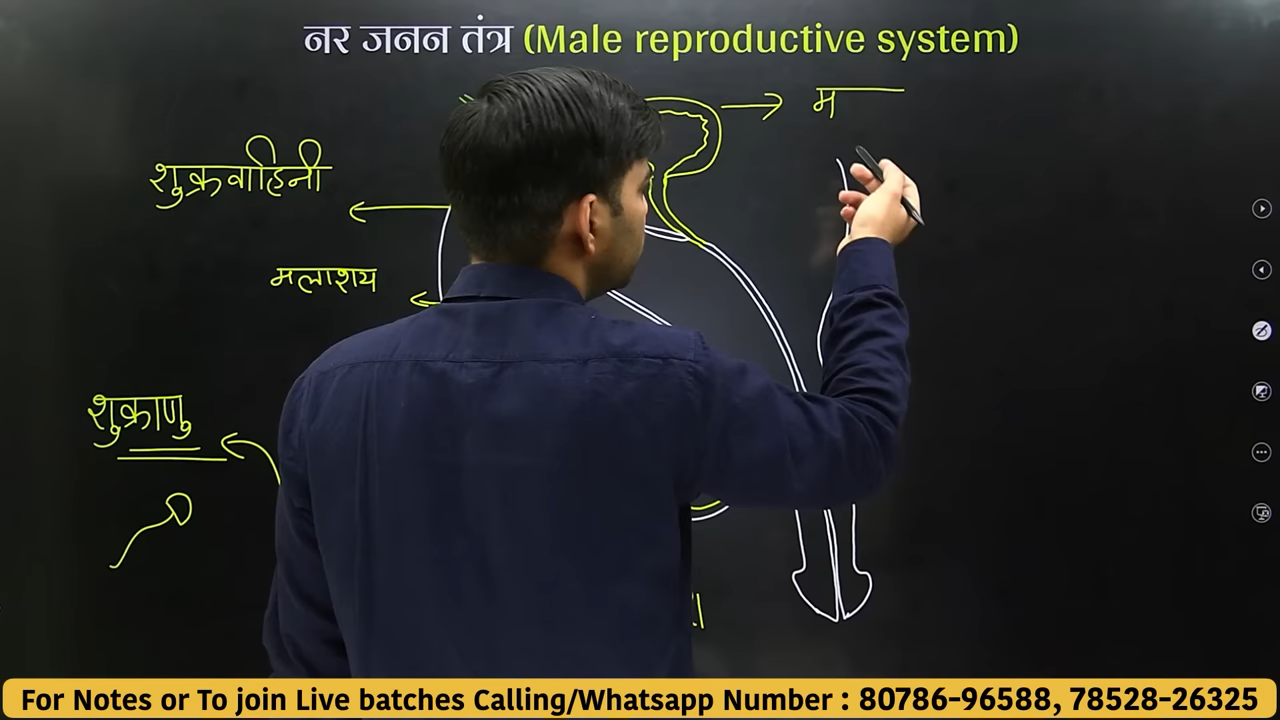 नर जनन तंत्र (Male reproductive system)
म
शुक्रवाहिनी
मलाशय
शुक्राणु
For Notes or To join Live batches Calling/Whatsapp Number : 80786-96588, 78528-26325